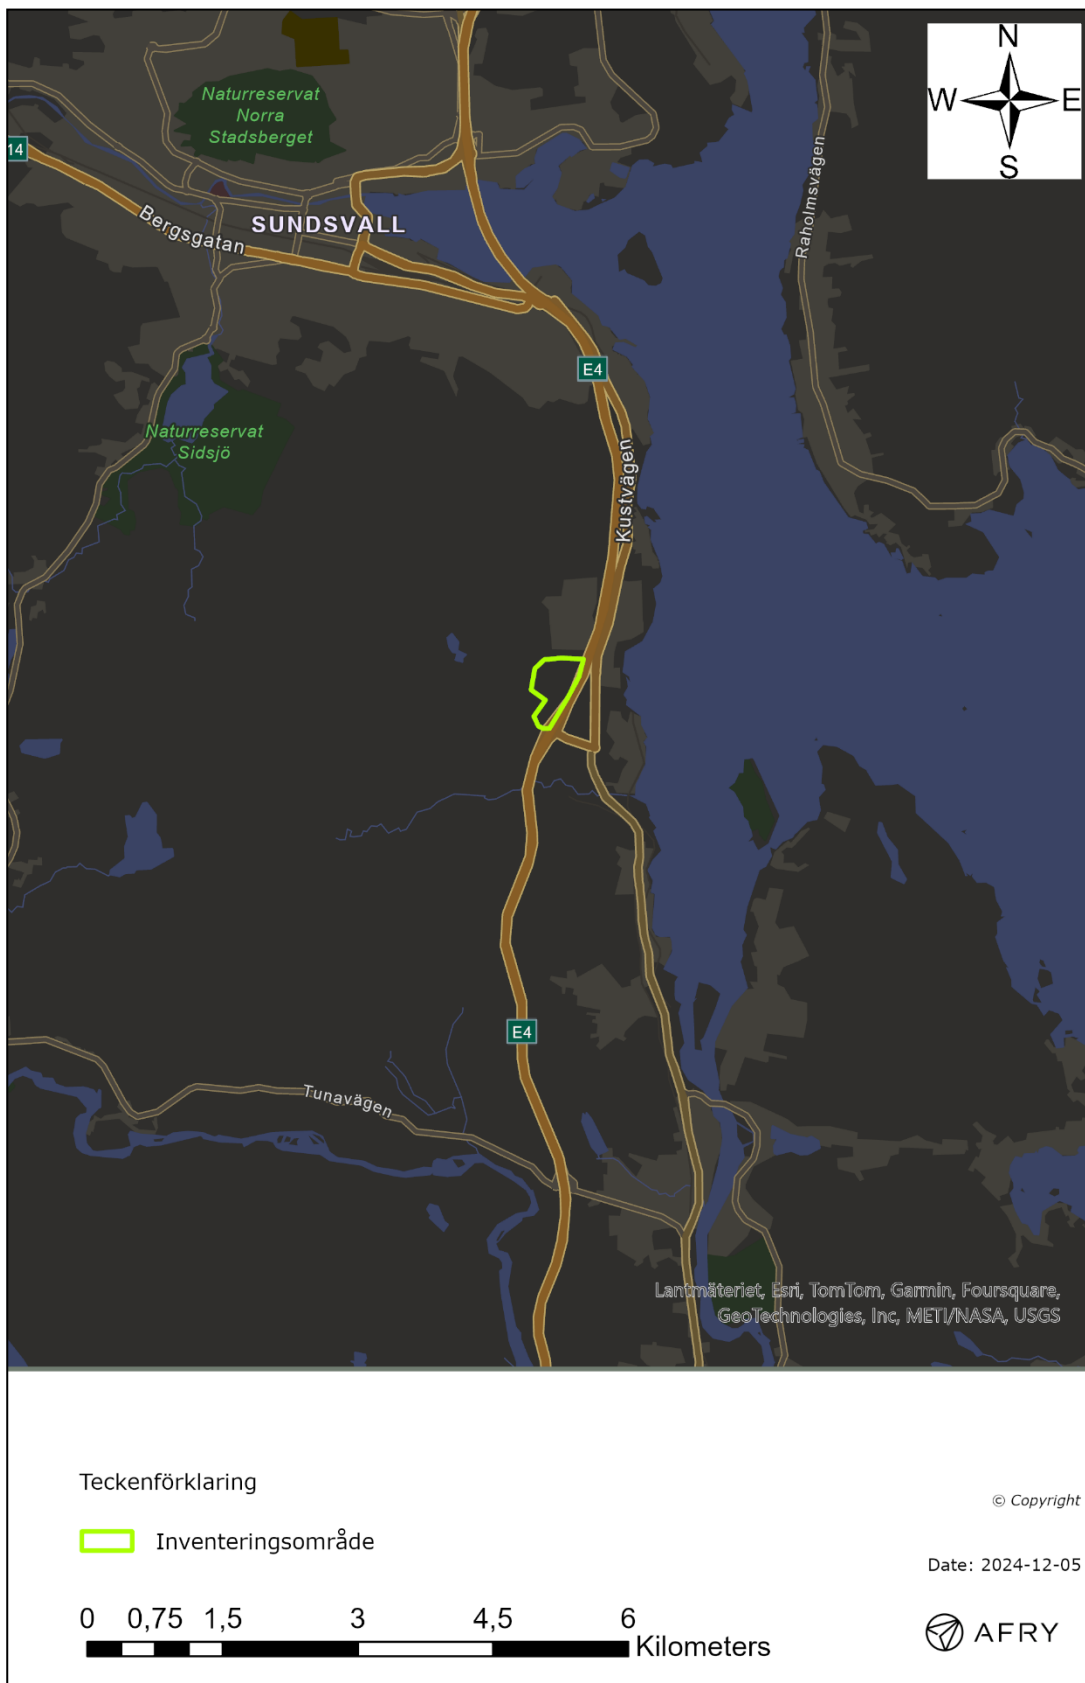 N
W E
S
Naturreservat
Norra
Stadsberget
14
Raholmsvägen
Bergsgatan
SUNDSVALL
E4
Naturreservat
Sidsjö
Kustvägen
E4
Tunavägen
Lantmäteriet, Esri, TomTom, Garmin, Foursquare,
GeoTechnologies, Inc, METI/NASA, USGS
Teckenförklaring
© Copyright
Inventeringsområde
Date: 2024-12-05
0 0,75 1,5 3 4,5 6
Kilometers
AFRY